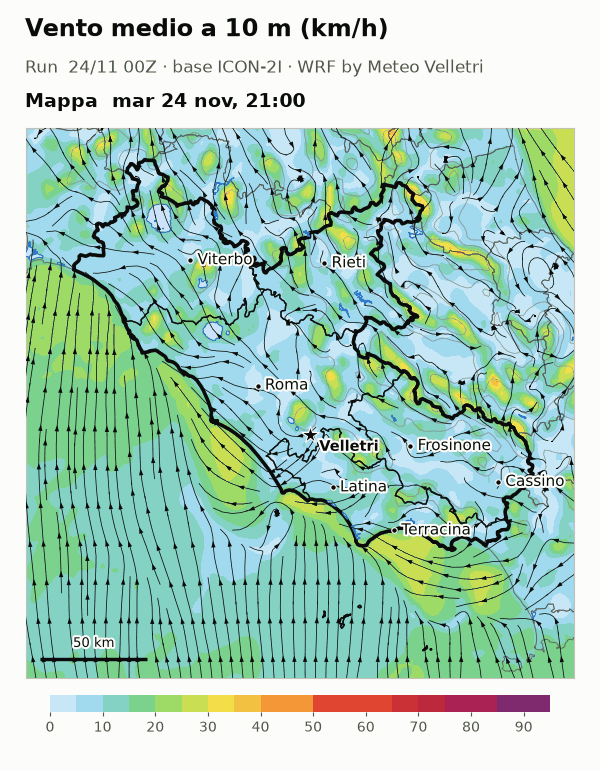 Vento medio a 10 m (km/h)
Run  24/11 00Z · base ICON-2I · WRF by Meteo Velletri
Mappa  mar 24 nov, 21:00
Viterbo
Rieti
Roma
Velletri
Frosinone
Latina
Cassino
Terracina
50 km
0 10 20 30 40 50 60 70 80 90